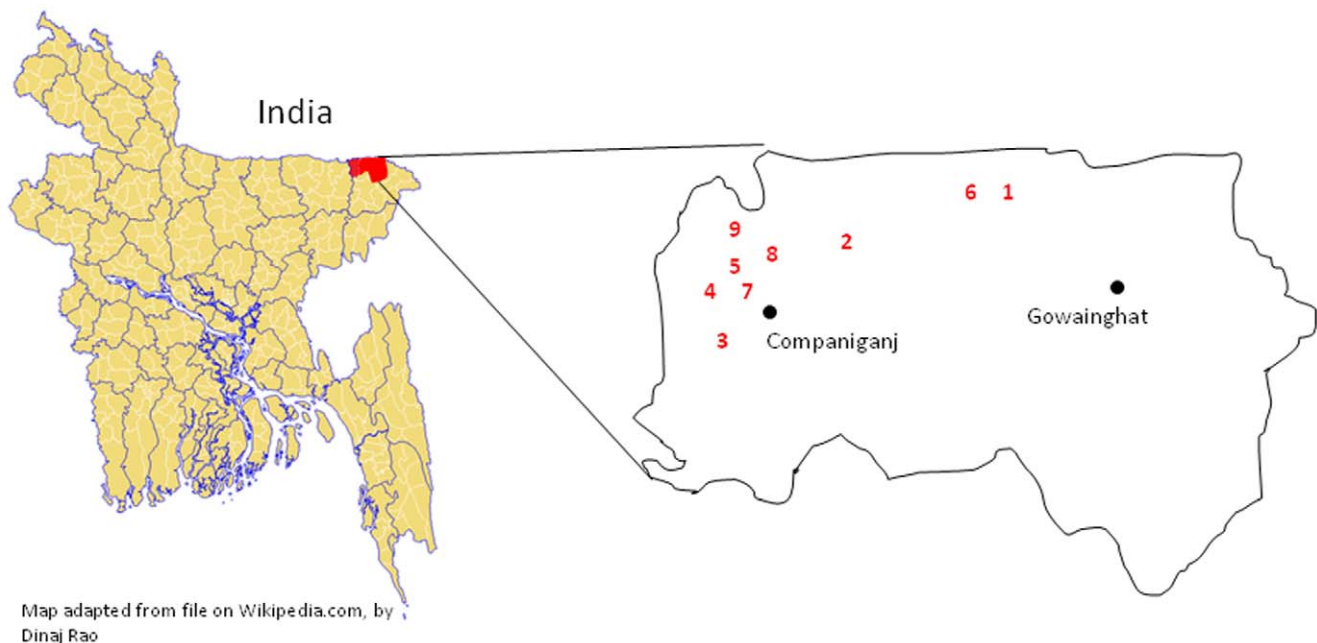 India
6 1
9
2
8
5
4 7
Gowainghat
3 Companiganj
Map adapted from file on Wikipedia.com, by
Dinaj Rao